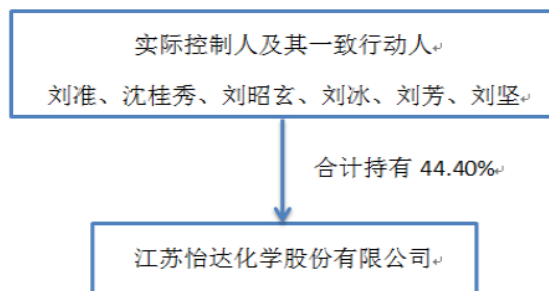 实际控制人及其一致行动人
刘准、沈桂秀、刘昭玄、刘冰、刘芳、刘坚
合计持有 44.40%
江苏怡达化学股份有限公司